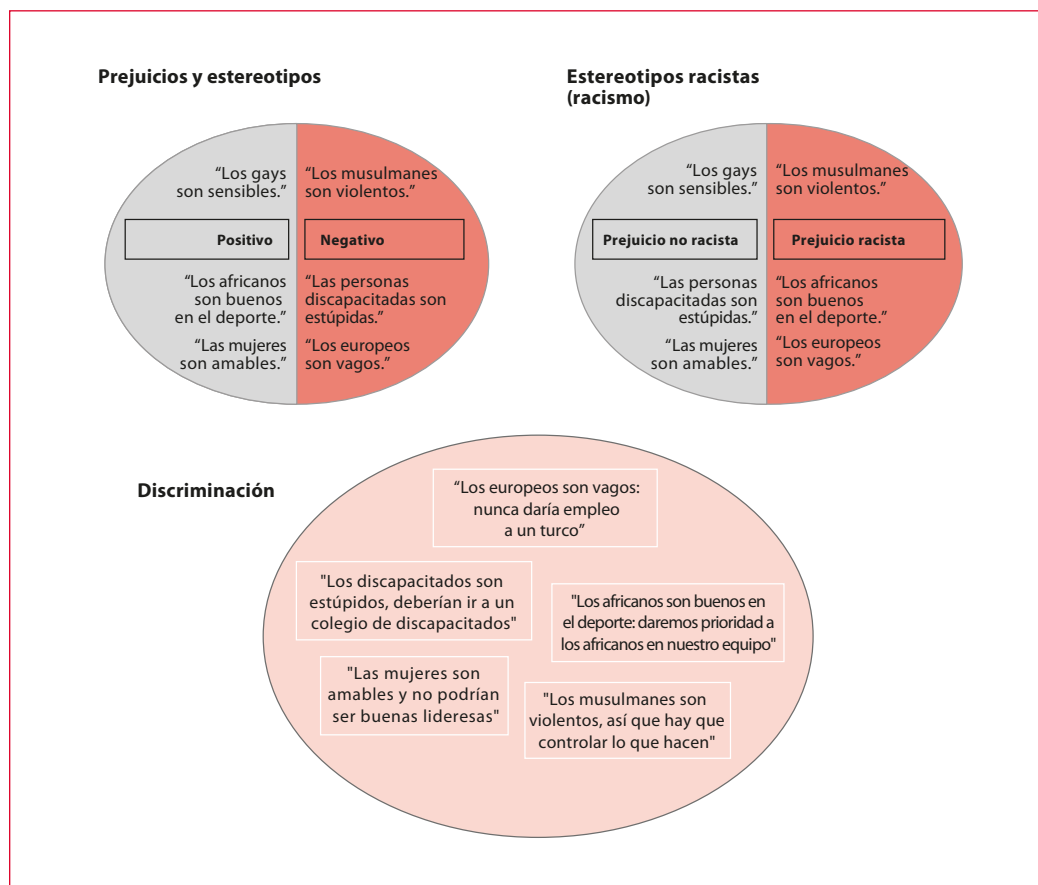 Prejuicios y estereotipos
“Los gays
son sensibles.”
“Los musulmanes
son violentos.”
Positivo
Negativo
“Los africanos
son buenos
en el deporte.”
“Las personas
discapacitadas son
estúpidas.”
“Las mujeres
son amables.”
“Los europeos
son vagos.”
Estereotipos racistas
(racismo)
“Los gays
son sensibles.”
“Los musulmanes
son violentos.”
Prejuicio no racista
Prejuicio racista
“Las personas
discapacitadas son
estúpidas.”
“Los africanos
son buenos
en el deporte.”
“Las mujeres
son amables.”
“Los europeos
son vagos.”
Discriminación
“Los europeos son vagos:
nunca daría empleo
a un turco”
"Los discapacitados son
estúpidos, deberían ir a un
colegio de discapacitados"
"Los africanos son buenos en
el deporte: daremos prioridad a
los africanos en nuestro equipo"
"Las mujeres son
amables y no podrían
ser buenas lideresas"
"Los musulmanes son
violentos, así que hay que
controlar lo que hacen"